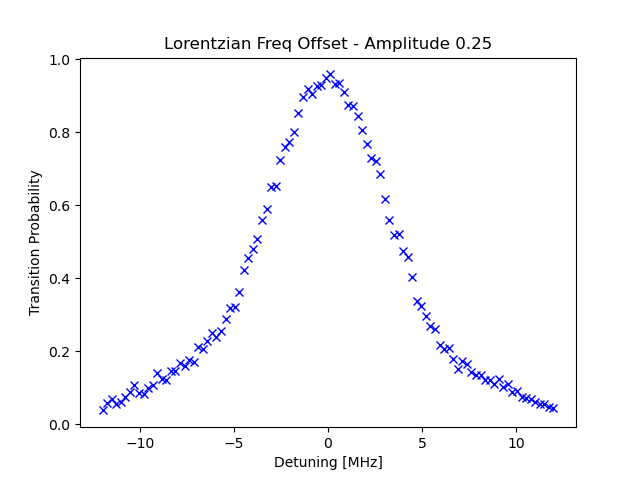 Lorentzian Freq Offset - Amplitude 0.25
1.0
0.8
0.6
0.4
0.2
0.0
Transition Probability
−10 −5 0 5 10
Detuning [MHz]